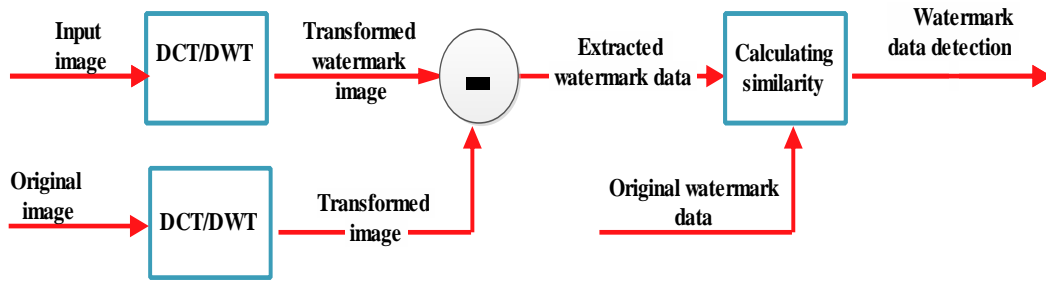 Input
image
DCT/DWT
Transformed
watermark
image
-
Extracted
watermark data
Calculating
similarity
Watermark
data detection
Original
image
DCT/DWT
Transformed
image
Original watermark
data